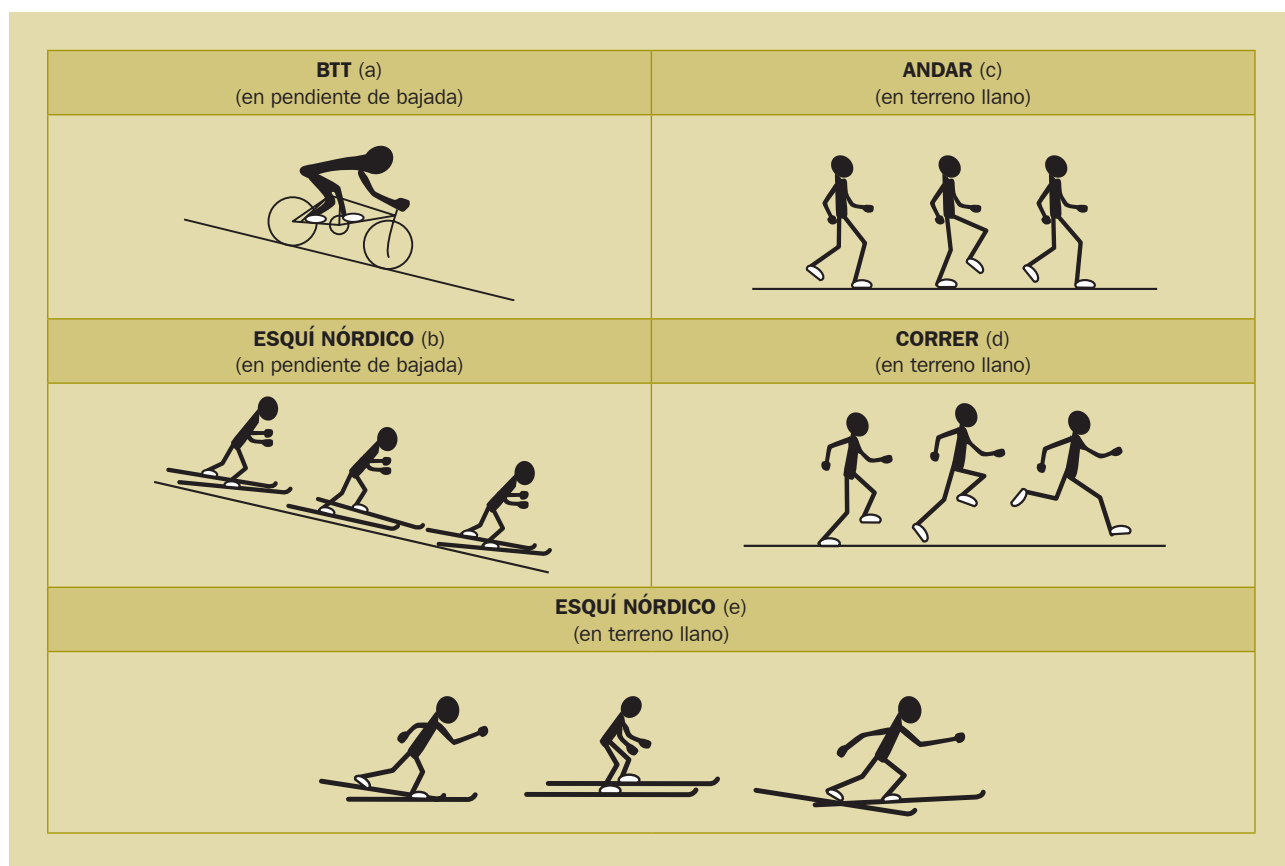 BTT (a)
(en pendiente de bajada)
ANDAR (c)
(en terreno llano)
ESQUÍ NÓRDICO (b)
(en pendiente de bajada)
CORRER (d)
(en terreno llano)
ESQUÍ NÓRDICO (e)
(en terreno llano)